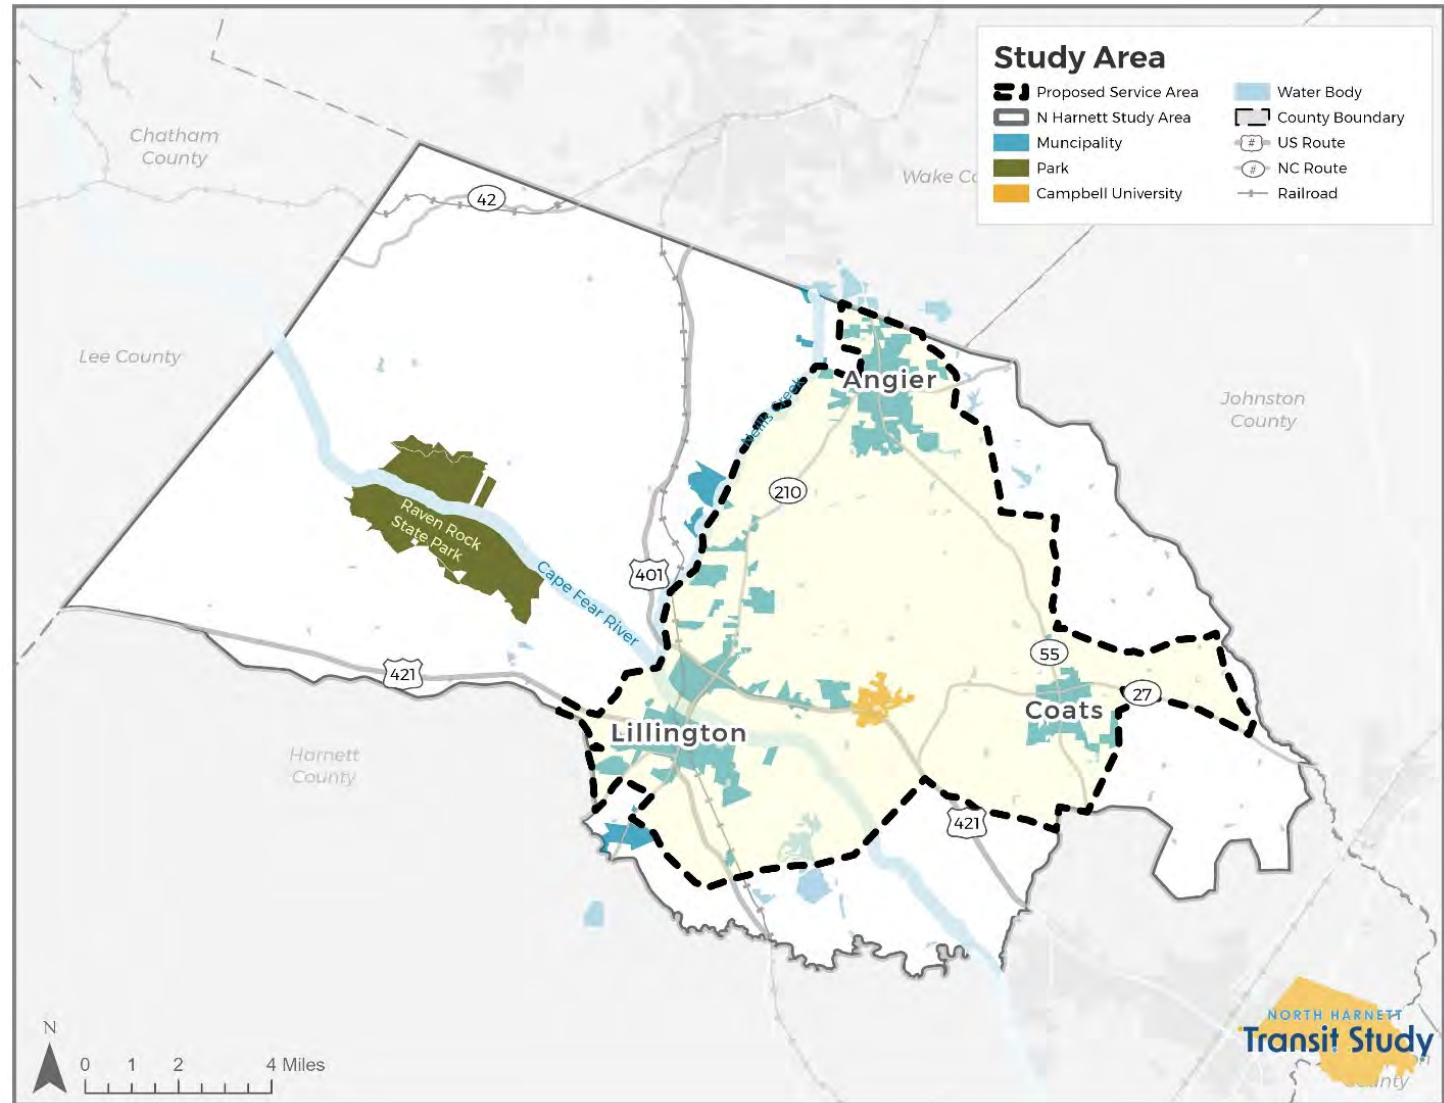 Study Area
Proposed Service Area
N Harnett Study Area
Muncipality
Park
Campbell University
Water Body
County Boundary
# US Route
# NC Route
Railroad
Chatham
County
Wake Co
42
Lee County
Angier
Johnston
County
210
Raven Rock
State Park
Cape Fear River
401
421
55
27
Coats
Lillington
Harnett
County
421
N
0 1 2 4 Miles
NORTH HARNETT
Transit Study